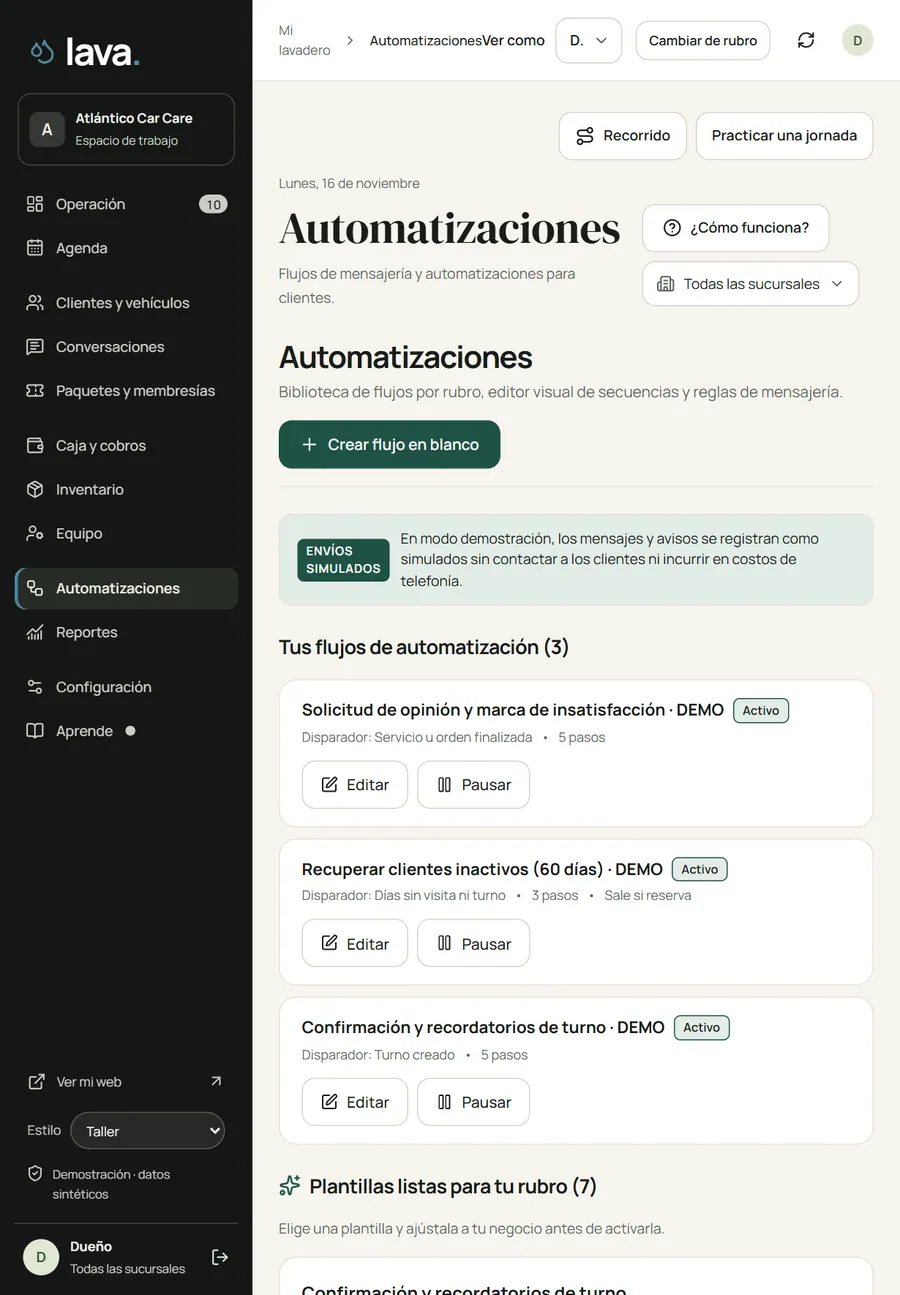 lava.
A
Atlántico Car Care
Espacio de trabajo
Operación
10
Agenda
Clientes y vehículos
Conversaciones
Paquetes y membresías
Caja y cobros
Inventario
Equipo
Automatizaciones
Reportes
Configuración
Aprende
Ver mi web
Estilo
Taller
Demostración · datos
sintéticos
D
Dueño
Todas las sucursales
Mi
lavadero
Automatizaciones
Ver como
D.
Cambiar de rubro
D
Recorrido
Practicar una jornada
Lunes, 16 de noviembre
Automatizaciones
Flujos de mensajería y automatizaciones para
clientes.
¿Cómo funciona?
Todas las sucursales
Automatizaciones
Biblioteca de flujos por rubro, editor visual de secuencias y reglas de mensajería.
Crear flujo en blanco
ENVÍOS
SIMULADOS
En modo demostración, los mensajes y avisos se registran como
simulados sin contactar a los clientes ni incurrir en costos de
telefonía.
Tus flujos de automatización (3)
Solicitud de opinión y marca de insatisfacción · DEMO
Activo
Disparador: Servicio u orden finalizada • 5 pasos
Editar
Pausar
Recuperar clientes inactivos (60 días) · DEMO
Activo
Disparador: Días sin visita ni turno • 3 pasos • Sale si reserva
Editar
Pausar
Confirmación y recordatorios de turno · DEMO
Activo
Disparador: Turno creado • 5 pasos
Editar
Pausar
Plantillas listas para tu rubro (7)
Elige una plantilla y ajústala a tu negocio antes de activarla.
Confirmación y recordatorios de turno